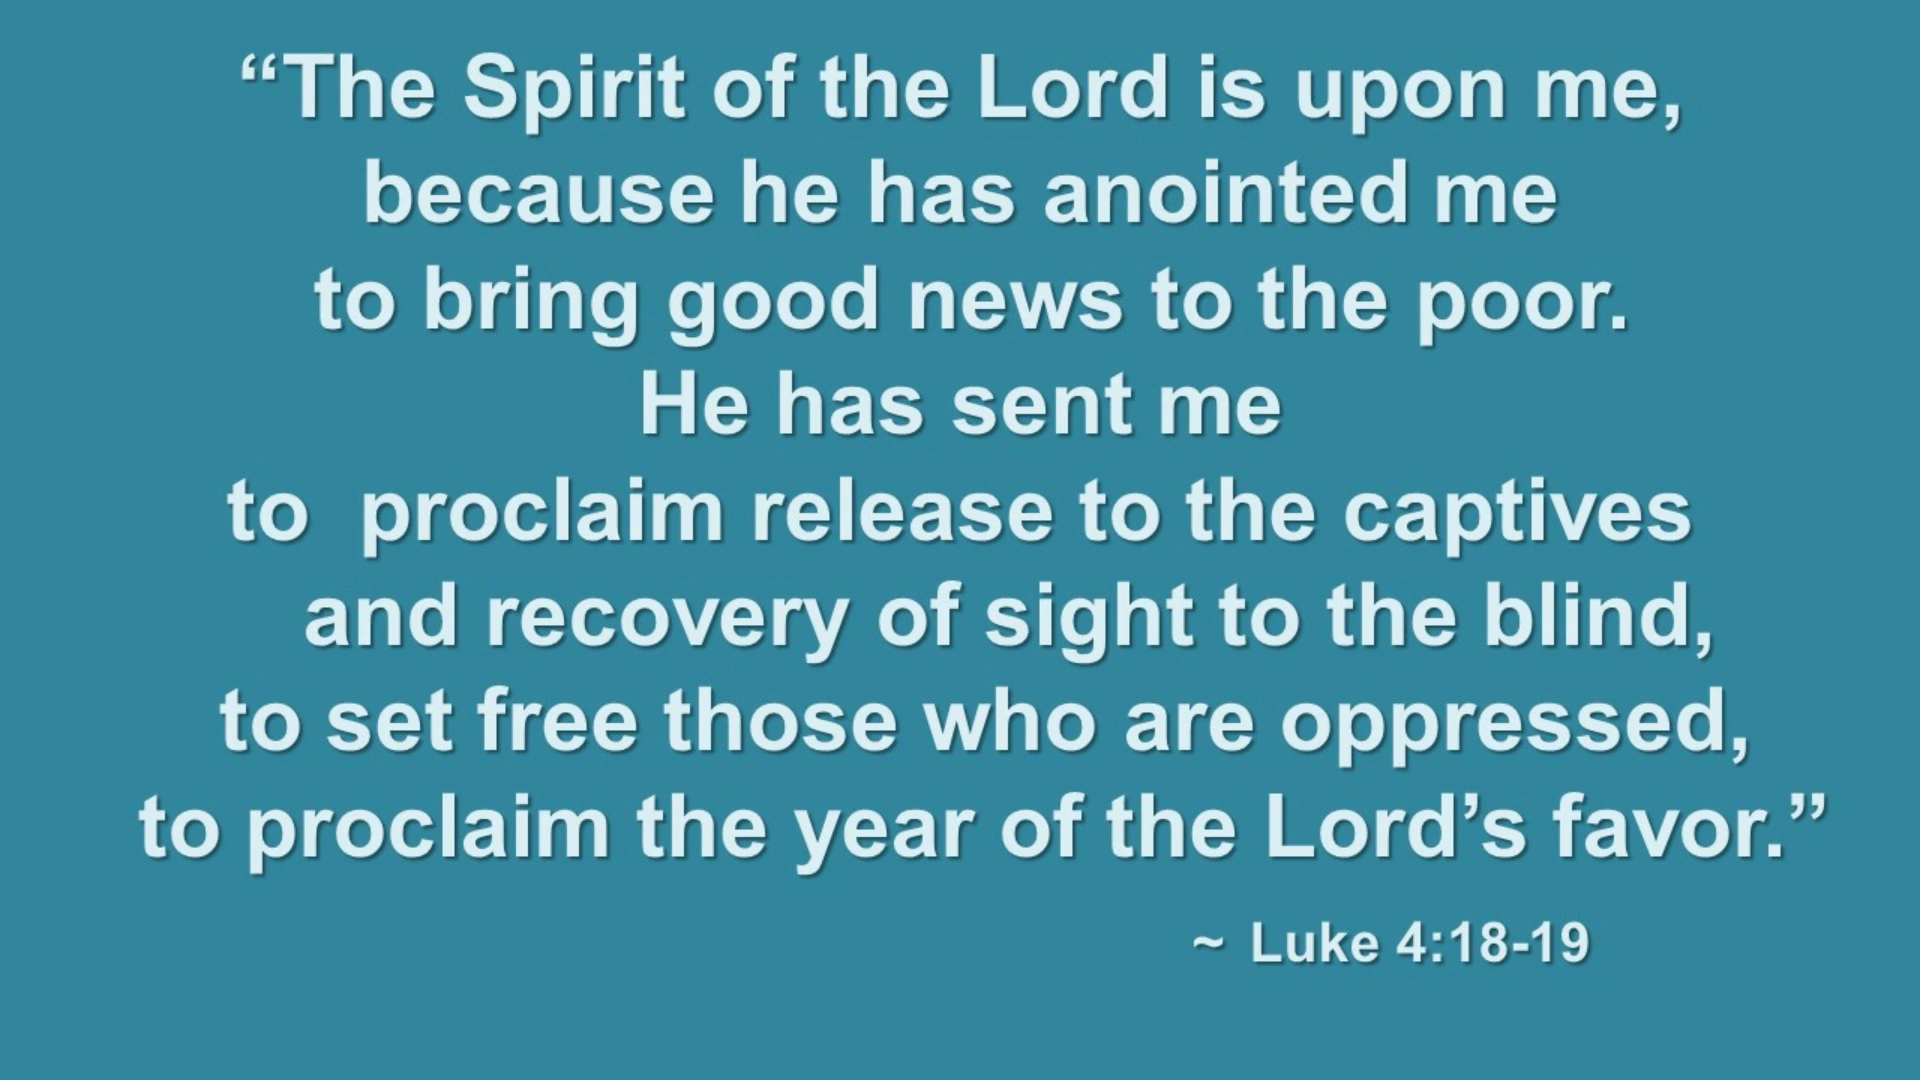 “The Spirit of the Lord is upon me,
because he has anointed me
to bring good news to the poor.
He has sent me
to  proclaim release to the captives
and recovery of sight to the blind,
to set free those who are oppressed,
to proclaim the year of the Lord’s favor.”
~ Luke 4:18-19